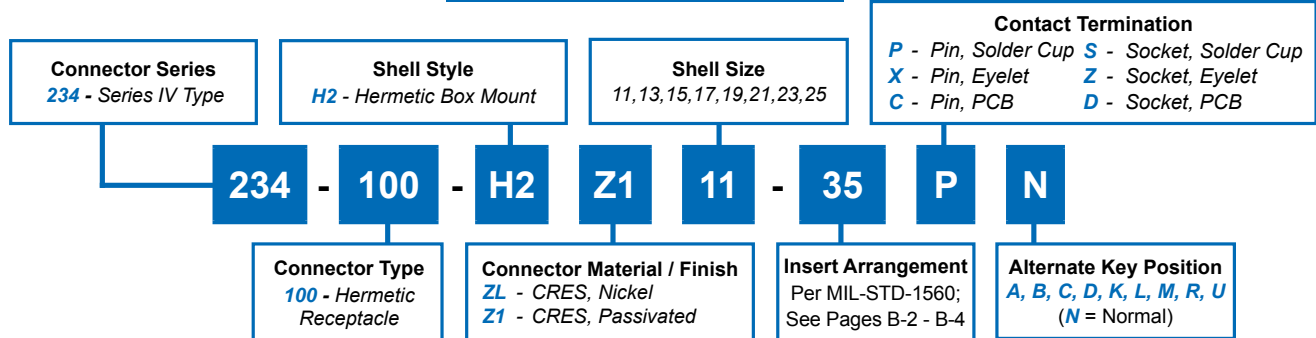 Contact Termination
P - Pin, Solder Cup S - Socket, Solder Cup
X - Pin, Eyelet Z - Socket, Eyelet
C - Pin, PCB D - Socket, PCB
Connector Series
234 - Series IV Type
Shell Style
H2 - Hermetic Box Mount
Shell Size
11,13,15,17,19,21,23,25
234 - 100 - H2 Z1 11 - 35 P N
Connector Type
100 - Hermetic
Receptacle
Connector Material / Finish
ZL - CRES, Nickel
Z1 - CRES, Passivated
Insert Arrangement
Per MIL-STD-1560;
See Pages B-2 - B-4
Alternate Key Position
A, B, C, D, K, L, M, R, U
(N = Normal)